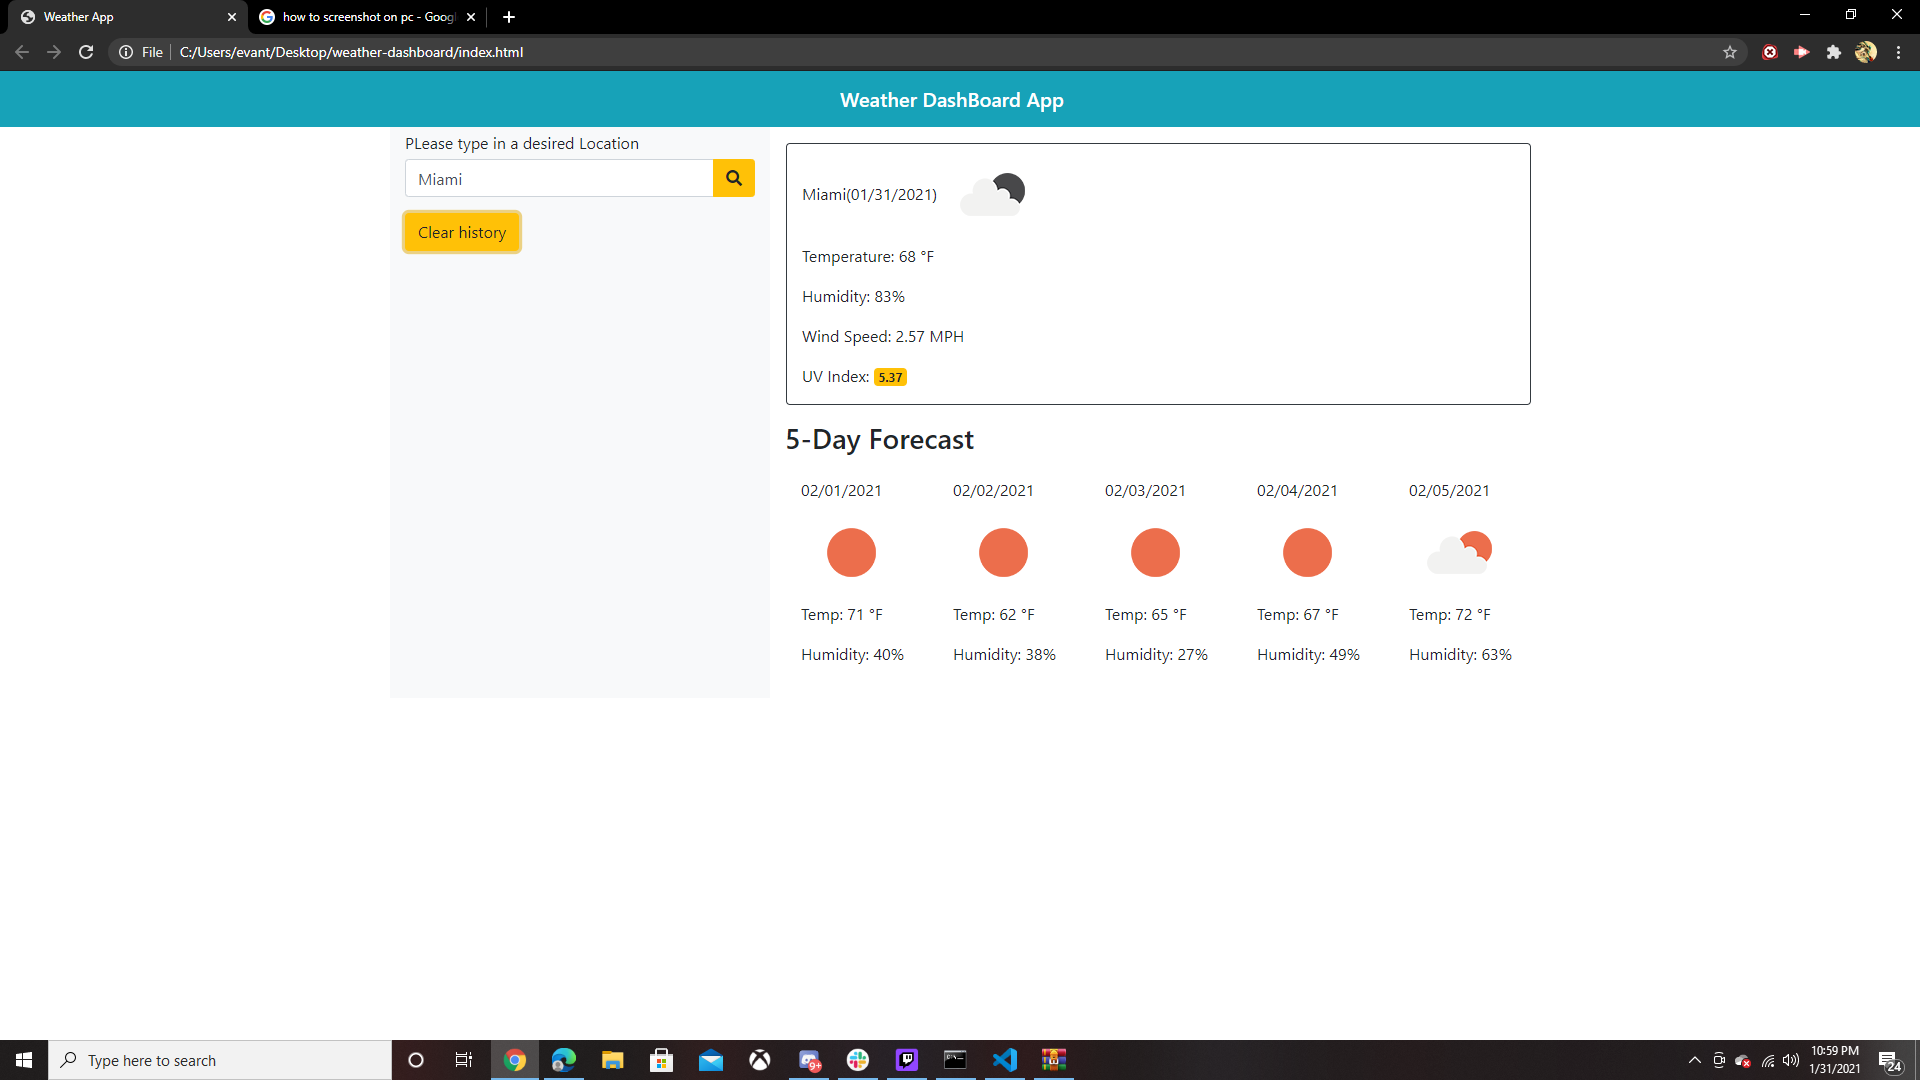 Weather App
how to screenshot on pc - Goog
File
C:/Users/evant/Desktop/weather-dashboard/index.html
Weather DashBoard App
PLease type in a desired Location
Miami
Clear history
Miami(01/31/2021)
Temperature: 68 °F
Humidity: 83%
Wind Speed: 2.57 MPH
UV Index: 5.37
5-Day Forecast
02/01/2021 02/02/2021 02/03/2021 02/04/2021 02/05/2021
Temp: 71 °F Temp: 62 °F Temp: 65 °F Temp: 67 °F Temp: 72 °F
Humidity: 40% Humidity: 38% Humidity: 27% Humidity: 49% Humidity: 63%
Type here to search
9+
10:59 PM
1/31/2021
24